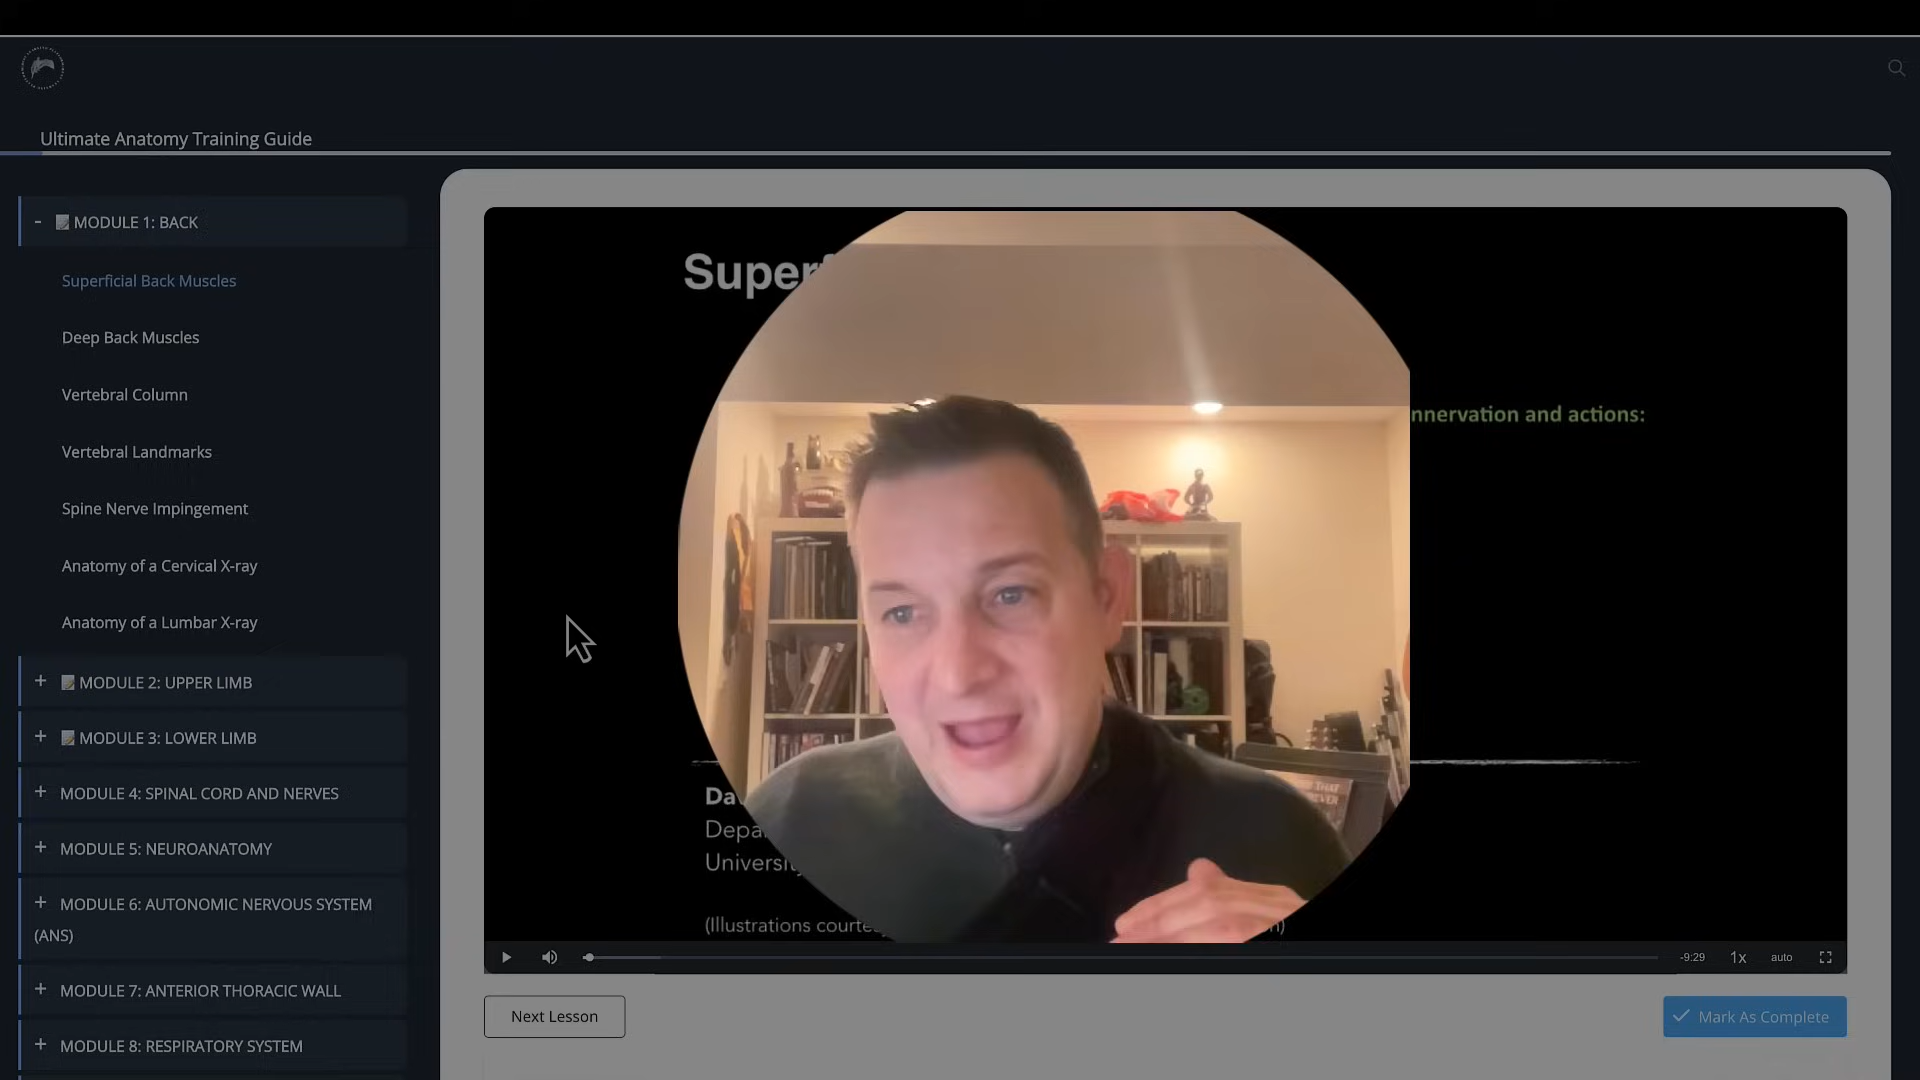 Ultimate Anatomy Training Guide
- MODULE 1: BACK
Superficial Back Muscles
Deep Back Muscles
Vertebral Column
Vertebral Landmarks
Spine Nerve Impingement
Anatomy of a Cervical X-ray
Anatomy of a Lumbar X-ray
+ MODULE 2: UPPER LIMB
+ MODULE 3: LOWER LIMB
+ MODULE 4: SPINAL CORD AND NERVES
+ MODULE 5: NEUROANATOMY
+ MODULE 6: AUTONOMIC NERVOUS SYSTEM
(ANS)
+ MODULE 7: ANTERIOR THORACIC WALL
+ MODULE 8: RESPIRATORY SYSTEM
Super
nnervation and actions:
Da
Depa
Universi
(Illustrations courte
-9:29
1x
auto
Next Lesson
Mark As Complete